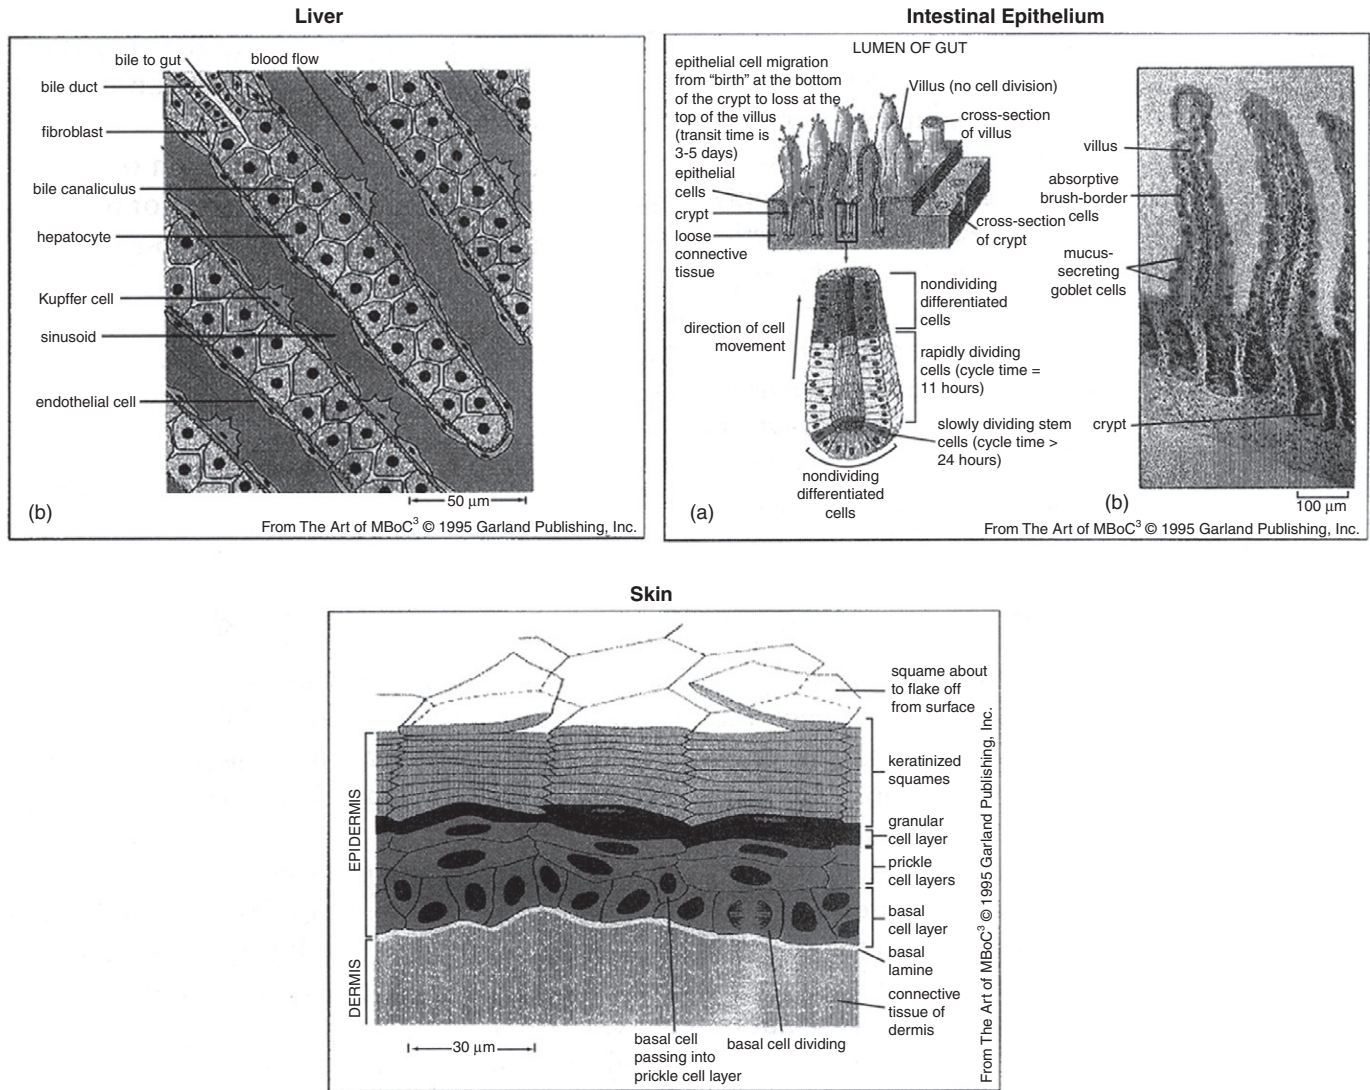 Liver
bile to gut
blood flow
bile duct
fibroblast
bile canaliculus
hepatocyte
Kupffer cell
sinusoid
endothelial cell
50 μm
(b)
From The Art of MBoC³ © 1995 Garland Publishing, Inc.
Intestinal Epithelium
LUMEN OF GUT
epithelial cell migration
from “birth” at the bottom
of the crypt to loss at the
top of the villus
(transit time is
3-5 days)
epithelial
cells
crypt
loose
connective
tissue
Villus (no cell division)
cross-section
of villus
cross-section
of crypt
direction of cell
movement
nondividing
differentiated
cells
rapidly dividing
cells (cycle time =
11 hours)
slowly dividing stem
cells (cycle time >
24 hours)
nondividing
differentiated
cells
(a)
villus
absorptive
brush-border
cells
mucus-
secreting
goblet cells
crypt
(b)
100 μm
From The Art of MBoC³ © 1995 Garland Publishing, Inc.
Skin
EPIDERMIS
DERMIS
squame about
to flake off
from surface
keratinized
squames
granular
cell layer
prickle
cell layers
basal
cell layer
basal
lamine
connective
tissue of
dermis
30 μm
basal cell
passing into
prickle cell layer
basal cell dividing
From The Art of MBoC³ © 1995 Garland Publishing, Inc.